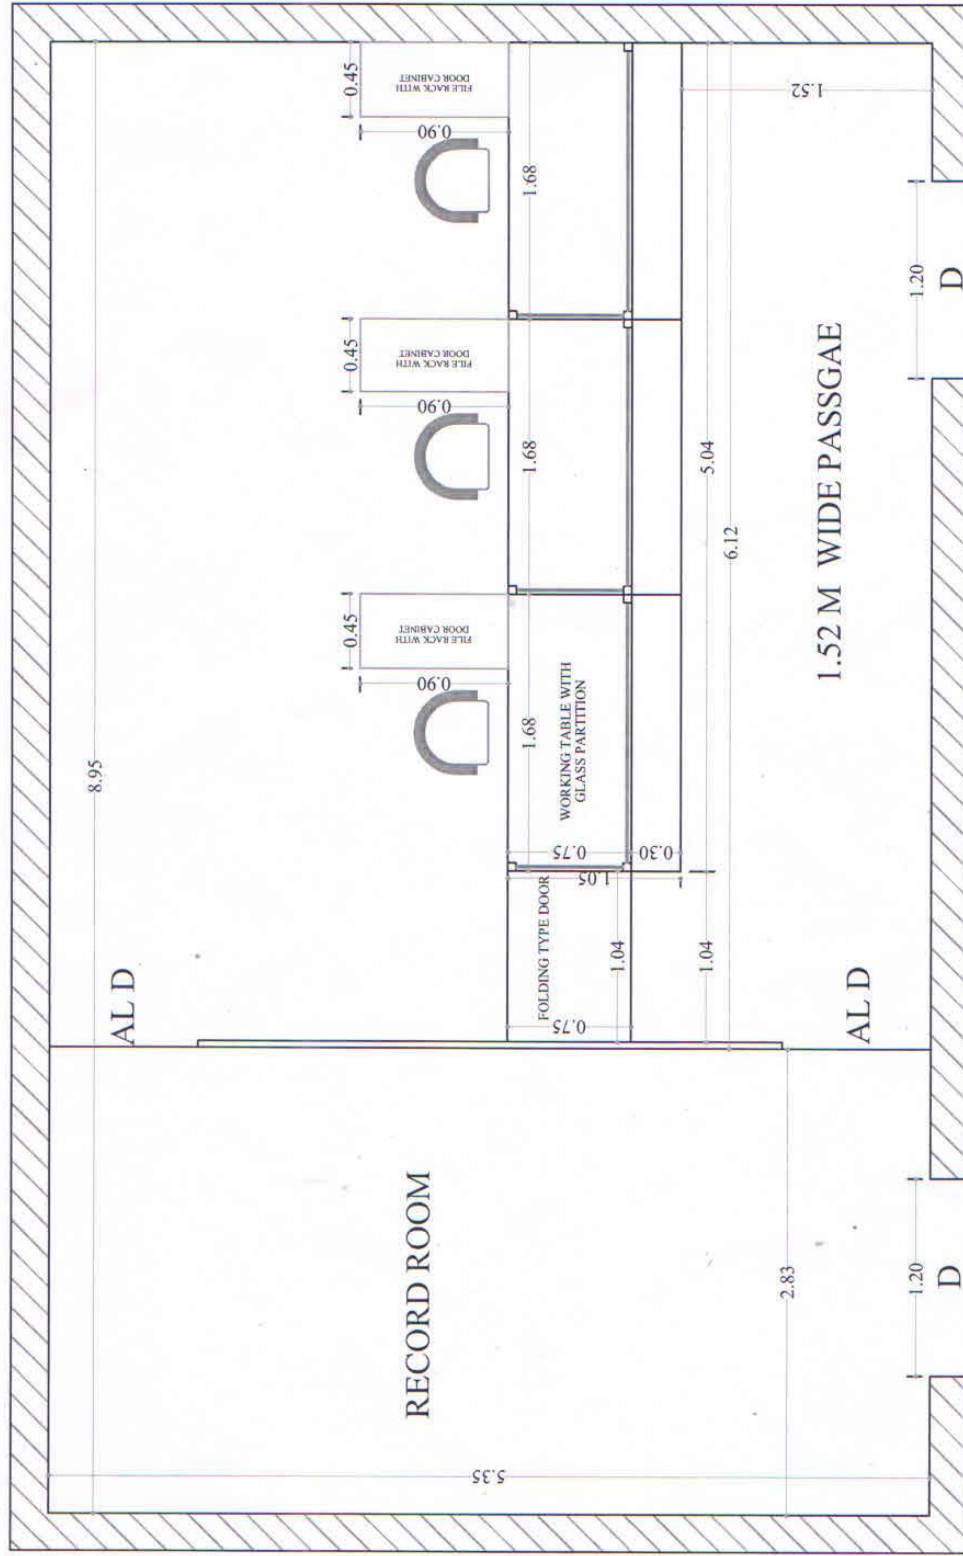 8.95
0.45
0.45
0.45
FILE RACK WITH
DOOR CABINET
FILE RACK WITH
DOOR CABINET
FILE RACK WITH
DOOR CABINET
0.90
0.90
0.90
AL D
RECORD ROOM
5.35
1.68
1.68
1.68
FOLDING TYPE DOOR
WORKING TABLE WITH
GLASS PARTITION
0.75
0.75
0.30
1.05
1.04
1.04
5.04
6.12
2.83
1.52
AL D
1.52 M WIDE PASSGAE
1.20
1.20
D
D